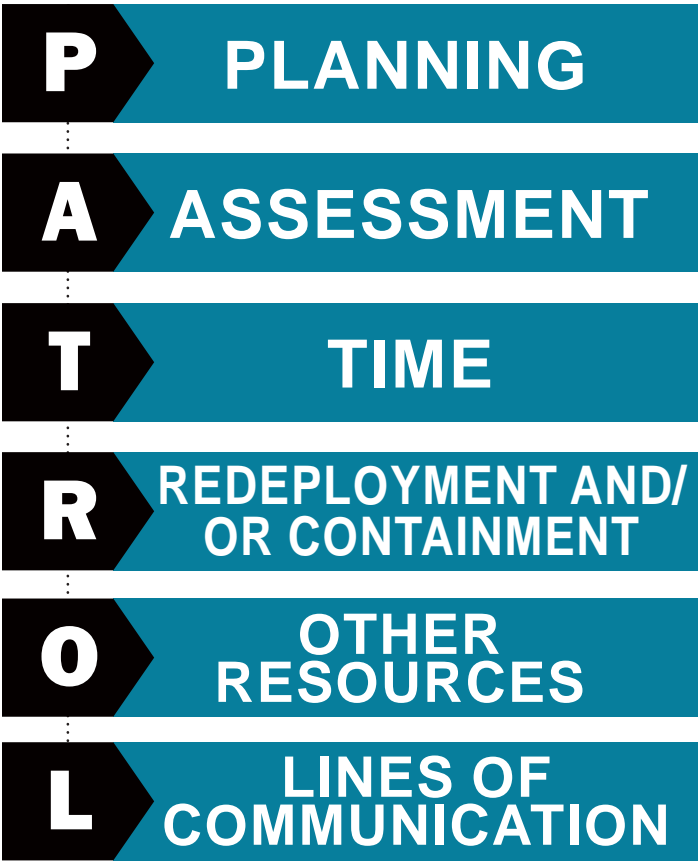 P PLANNING
A ASSESSMENT
T TIME
R REDEPLOYMENT AND/
OR CONTAINMENT
O OTHER
RESOURCES
L LINES OF
COMMUNICATION